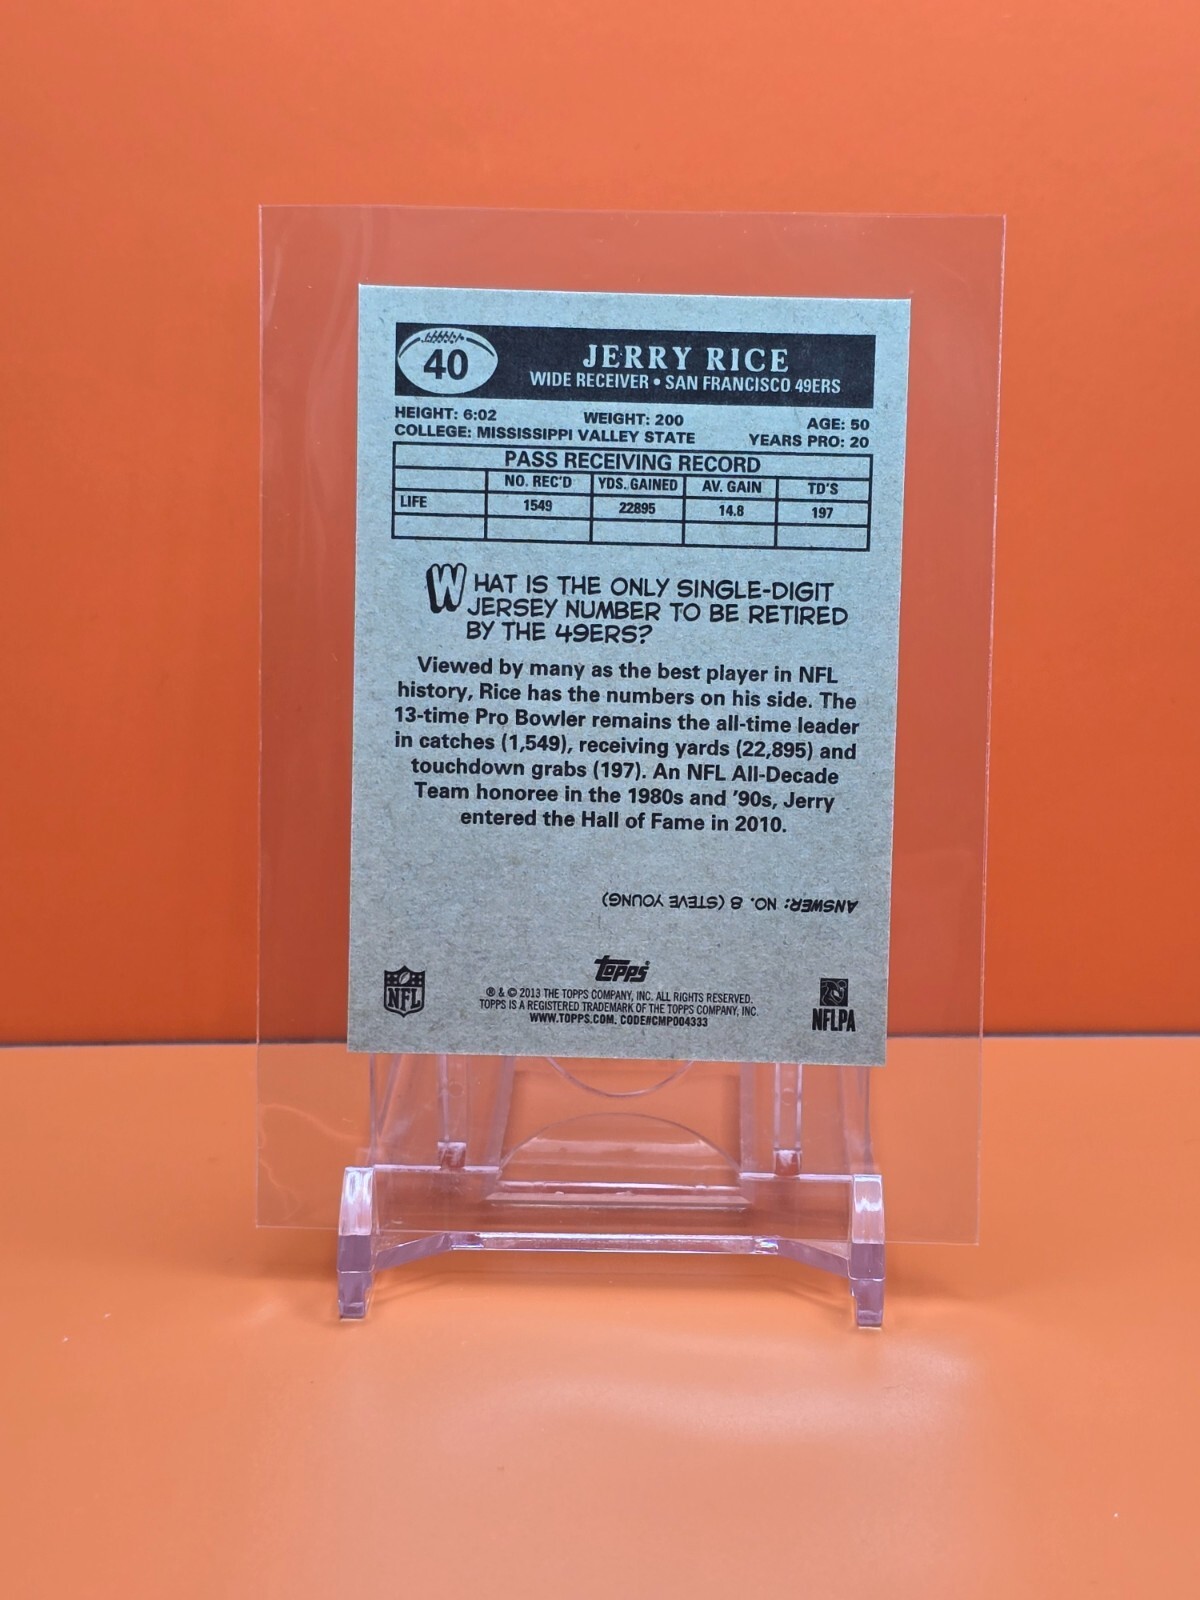 40
JERRY RICE
WIDE RECEIVER • SAN FRANCISCO 49ERS
HEIGHT: 6:02 WEIGHT: 200 AGE: 50
COLLEGE: MISSISSIPPI VALLEY STATE YEARS PRO: 20
PASS RECEIVING RECORD
NO. REC'D YDS. GAINED AV. GAIN TD'S
LIFE 1549 22895 14.8 197
WHAT IS THE ONLY SINGLE-DIGIT
JERSEY NUMBER TO BE RETIRED
BY THE 49ERS?
Viewed by many as the best player in NFL
history, Rice has the numbers on his side. The
13-time Pro Bowler remains the all-time leader
in catches (1,549), receiving yards (22,895) and
touchdown grabs (197). An NFL All-Decade
Team honoree in the 1980s and '90s, Jerry
entered the Hall of Fame in 2010.
ANSWER: NO. 8 (STEVE YOUNG)
NFL
Topps®
® & © 2013 THE TOPPS COMPANY, INC. ALL RIGHTS RESERVED.
TOPPS IS A REGISTERED TRADEMARK OF THE TOPPS COMPANY, INC.
WWW.TOPPS.COM. CODE#CMP004333
NFLPA